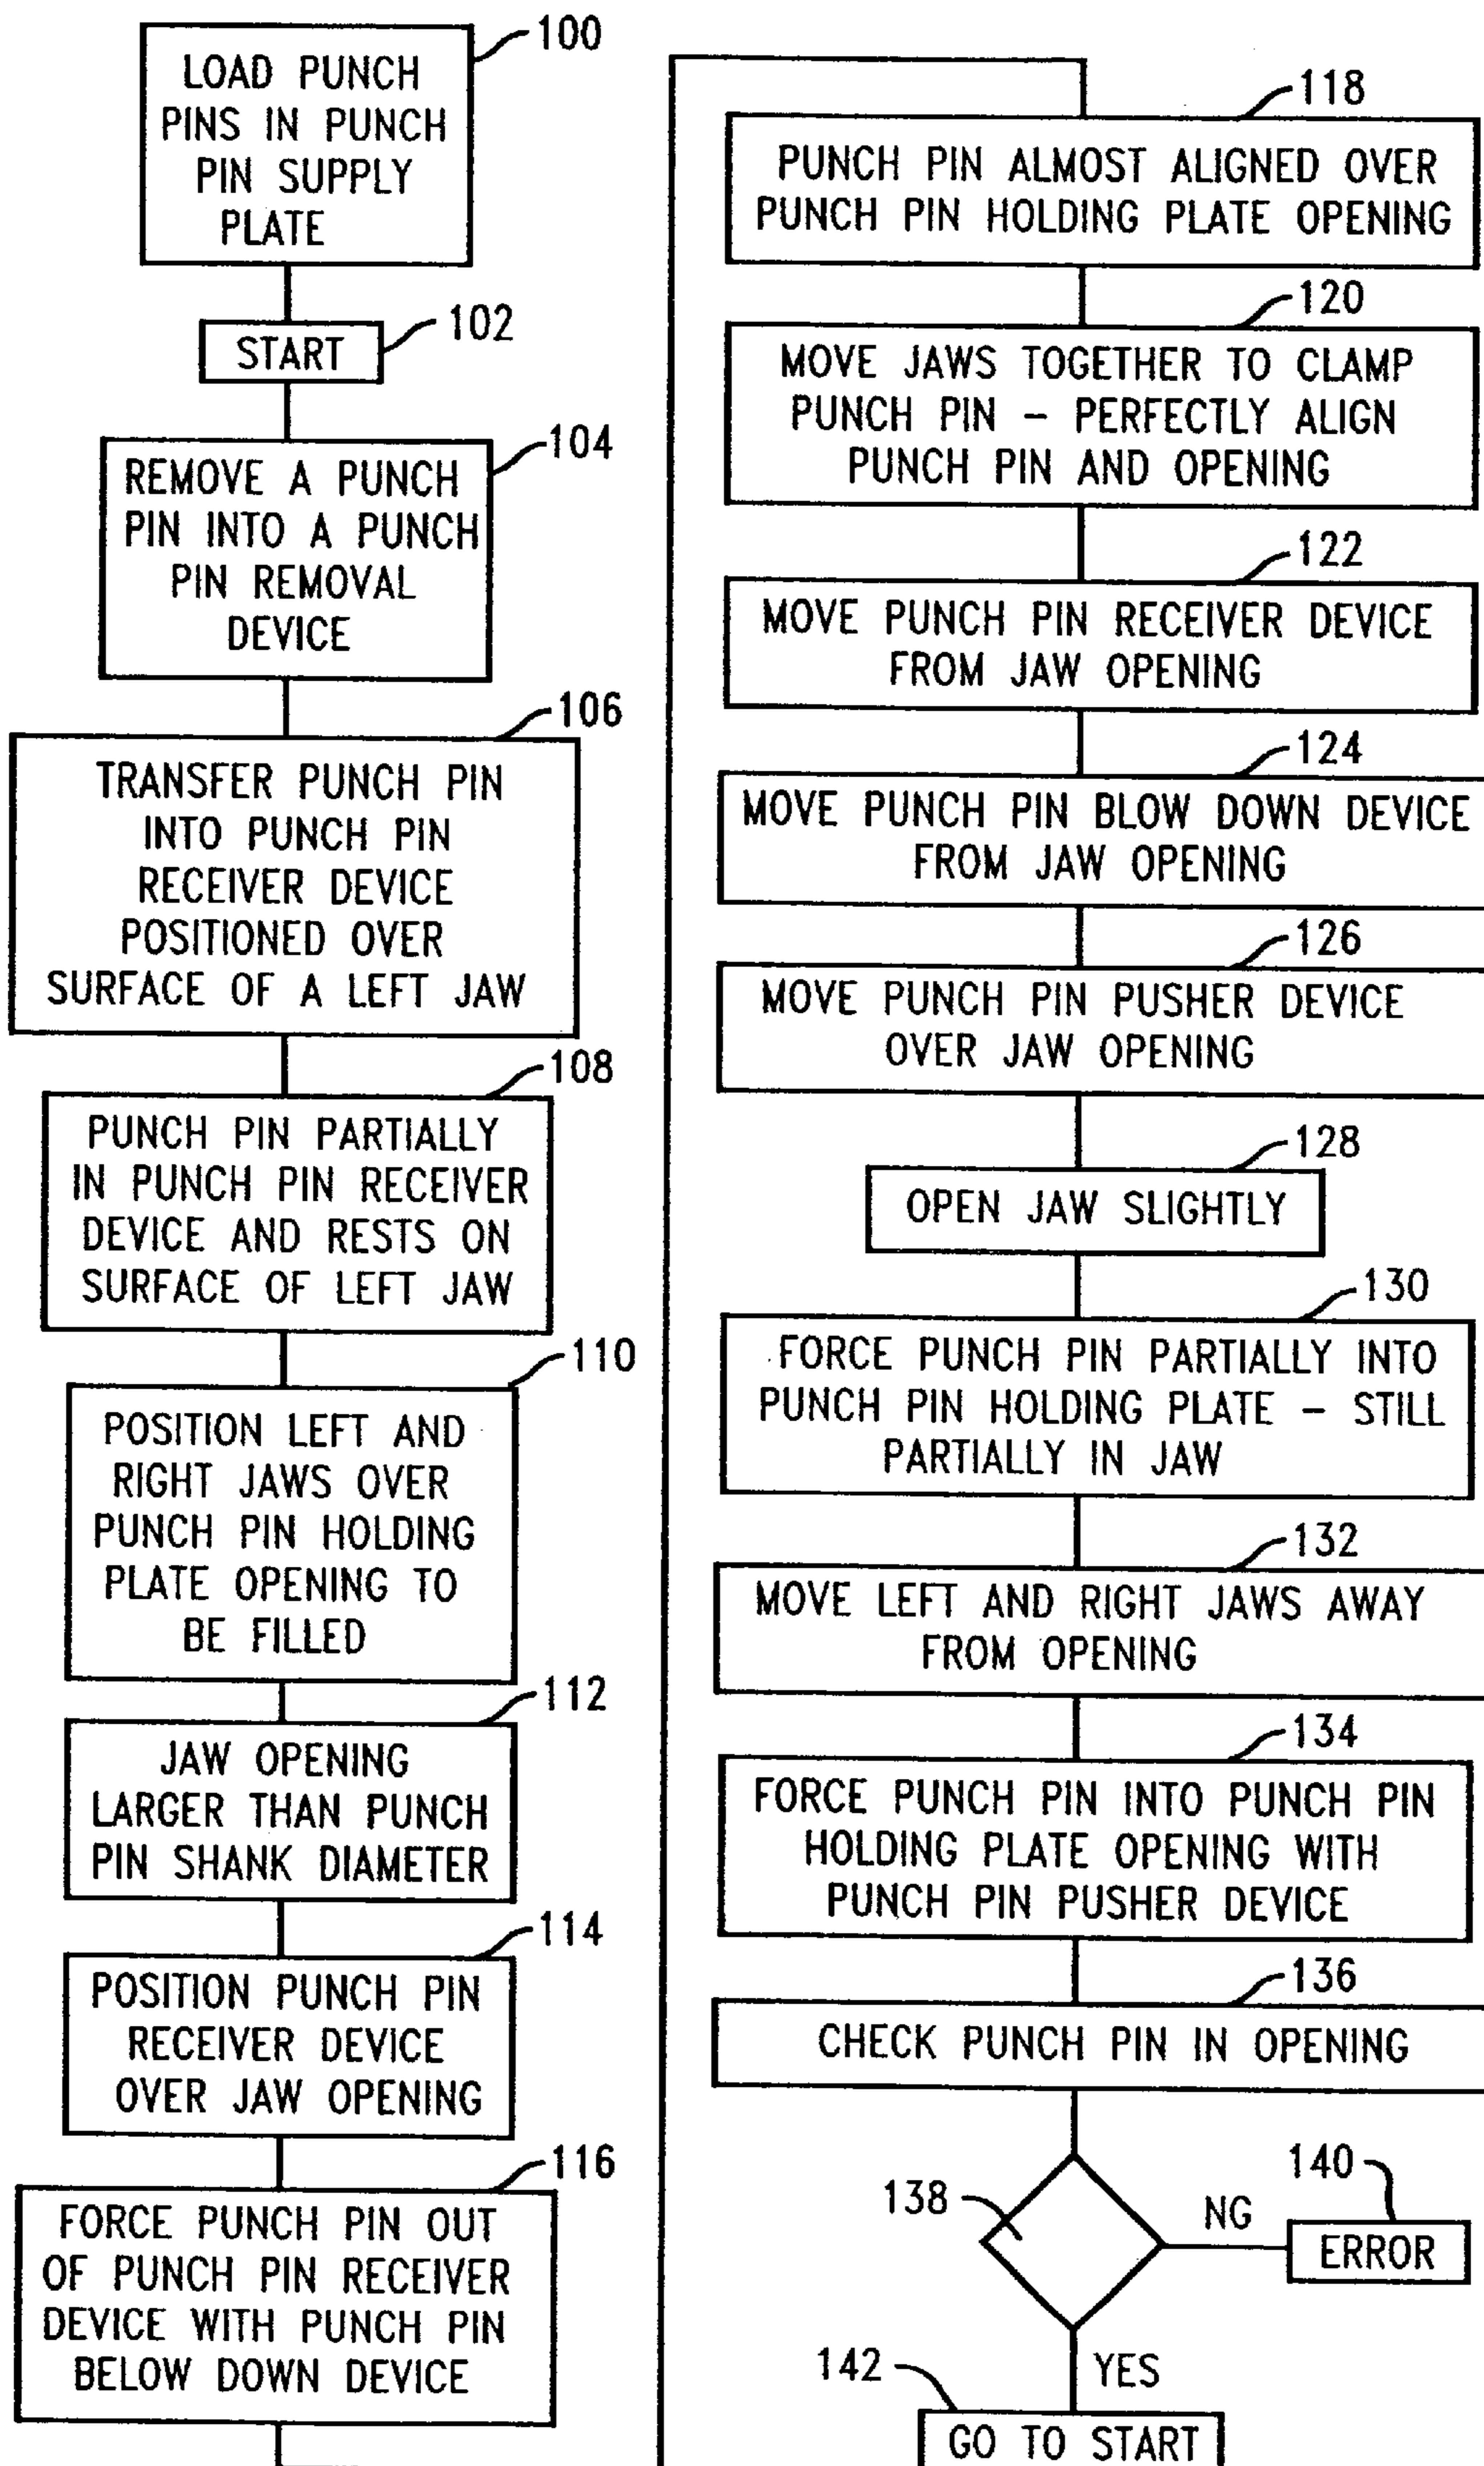 100
LOAD PUNCH
PINS IN PUNCH
PIN SUPPLY
PLATE
102
START
104
REMOVE A PUNCH
PIN INTO A PUNCH
PIN REMOVAL
DEVICE
106
TRANSFER PUNCH PIN
INTO PUNCH PIN
RECEIVER DEVICE
POSITIONED OVER
SURFACE OF A LEFT JAW
108
PUNCH PIN PARTIALLY
IN PUNCH PIN RECEIVER
DEVICE AND RESTS ON
SURFACE OF LEFT JAW
110
POSITION LEFT AND
RIGHT JAWS OVER
PUNCH PIN HOLDING
PLATE OPENING TO
BE FILLED
112
JAW OPENING
LARGER THAN PUNCH
PIN SHANK DIAMETER
114
POSITION PUNCH PIN
RECEIVER DEVICE
OVER JAW OPENING
116
FORCE PUNCH PIN OUT
OF PUNCH PIN RECEIVER
DEVICE WITH PUNCH PIN
BELOW DOWN DEVICE
118
PUNCH PIN ALMOST ALIGNED OVER
PUNCH PIN HOLDING PLATE OPENING
120
MOVE JAWS TOGETHER TO CLAMP
PUNCH PIN – PERFECTLY ALIGN
PUNCH PIN AND OPENING
122
MOVE PUNCH PIN RECEIVER DEVICE
FROM JAW OPENING
124
MOVE PUNCH PIN BLOW DOWN DEVICE
FROM JAW OPENING
126
MOVE PUNCH PIN PUSHER DEVICE
OVER JAW OPENING
128
OPEN JAW SLIGHTLY
130
FORCE PUNCH PIN PARTIALLY INTO
PUNCH PIN HOLDING PLATE – STILL
PARTIALLY IN JAW
132
MOVE LEFT AND RIGHT JAWS AWAY
FROM OPENING
134
FORCE PUNCH PIN INTO PUNCH PIN
HOLDING PLATE OPENING WITH
PUNCH PIN PUSHER DEVICE
136
CHECK PUNCH PIN IN OPENING
138
NG
140
ERROR
YES
142
GO TO START